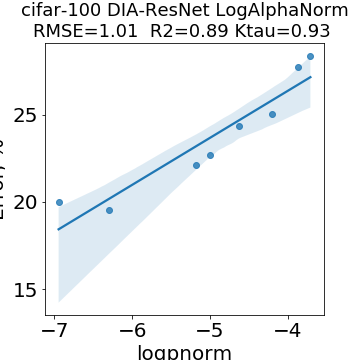 cifar-100 DIA-ResNet LogAlphaNorm
RMSE=1.01 R2=0.89 Ktau=0.93
25
20
15
−7
−6
−5
−4
logpnorm